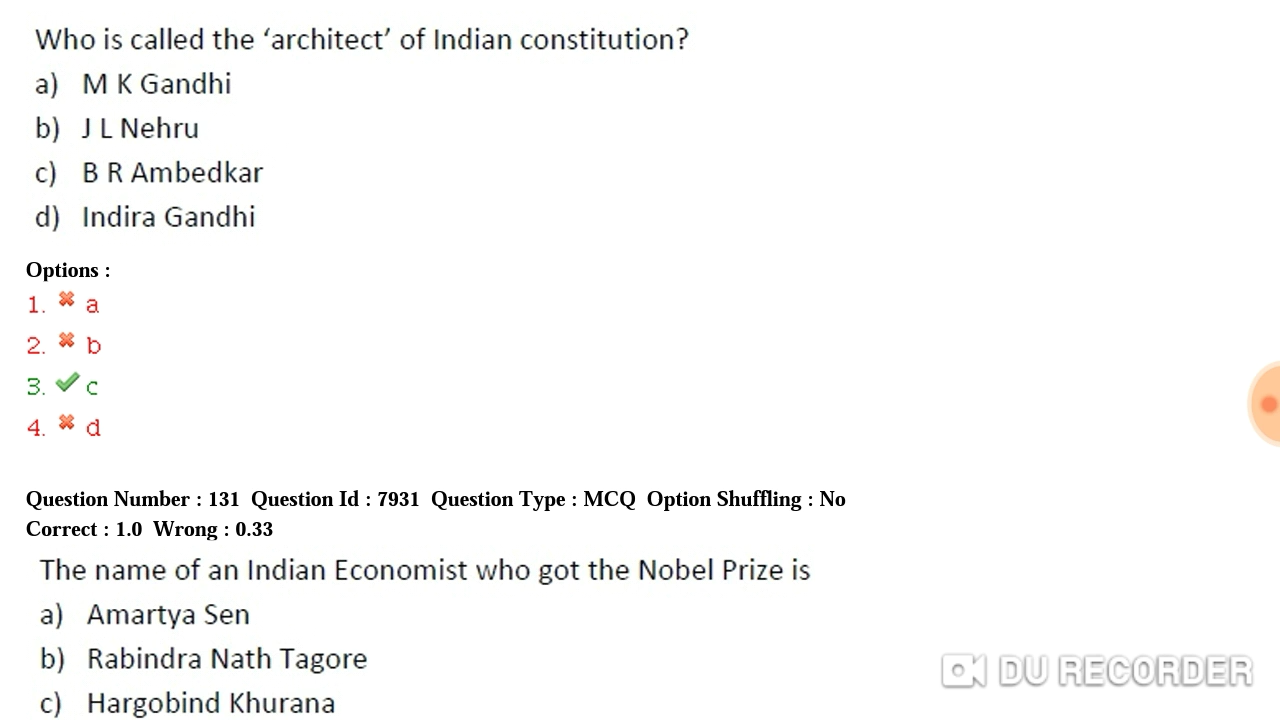 Who is called the ‘architect’ of Indian constitution?
a) M K Gandhi
b) J L Nehru
c) B R Ambedkar
d) Indira Gandhi
Options :
1. a
2. b
3. c
4. d
Question Number : 131 Question Id : 7931 Question Type : MCQ Option Shuffling : No
Correct : 1.0 Wrong : 0.33
The name of an Indian Economist who got the Nobel Prize is
a) Amartya Sen
b) Rabindra Nath Tagore
c) Hargobind Khurana
DU RECORDER